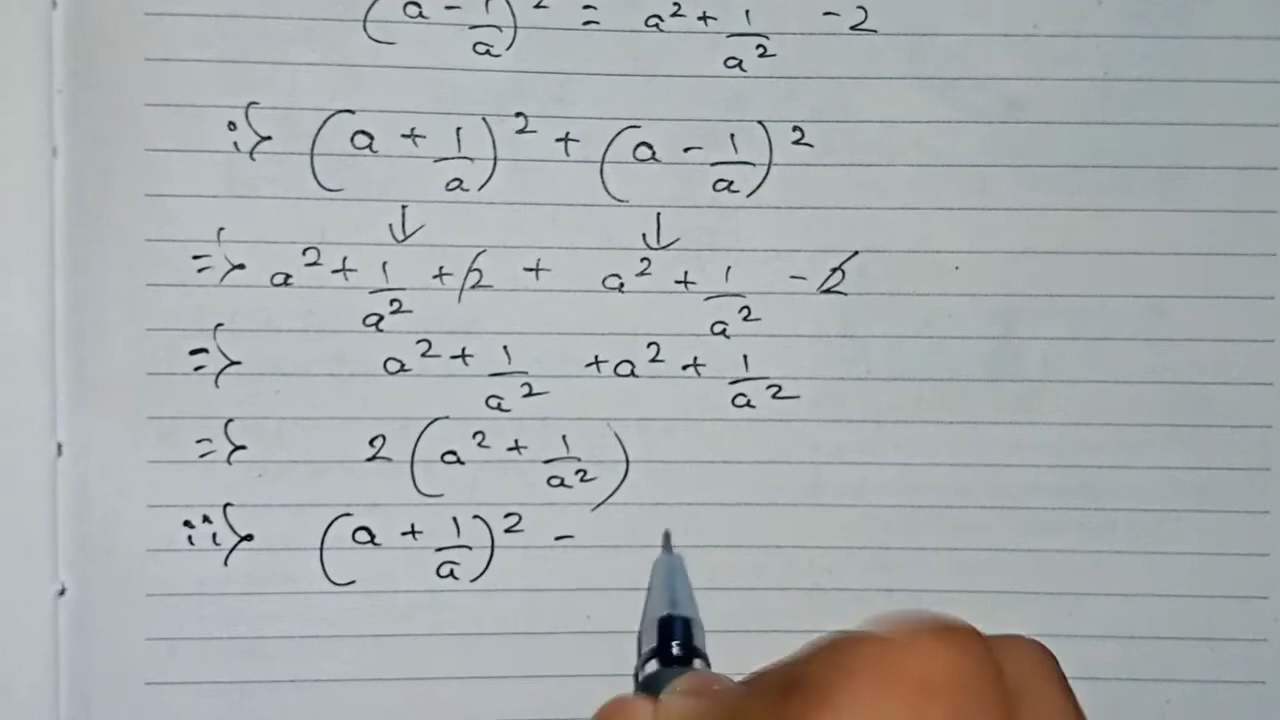 (a - 1/a)² = a² + 1/a² - 2
i> (a + 1/a)² + (a - 1/a)²
↓ ↓
=> a² + 1/a² + 2 + a² + 1/a² - 2
=> a² + 1/a² + a² + 1/a²
=> 2(a² + 1/a²)
ii> (a + 1/a)² -